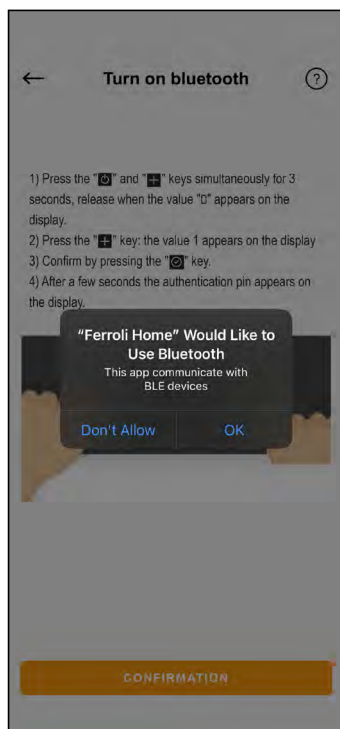 Turn on bluetooth
?
1) Press the "" and "+" keys simultaneously for 3
seconds, release when the value "0" appears on the
display.
2) Press the "+" key: the value 1 appears on the display
3) Confirm by pressing the "" key.
4) After a few seconds the authentication pin appears on
the display.
"Ferroli Home" Would Like to
Use Bluetooth
This app communicate with
BLE devices
Don't Allow
OK
CONFIRMATION